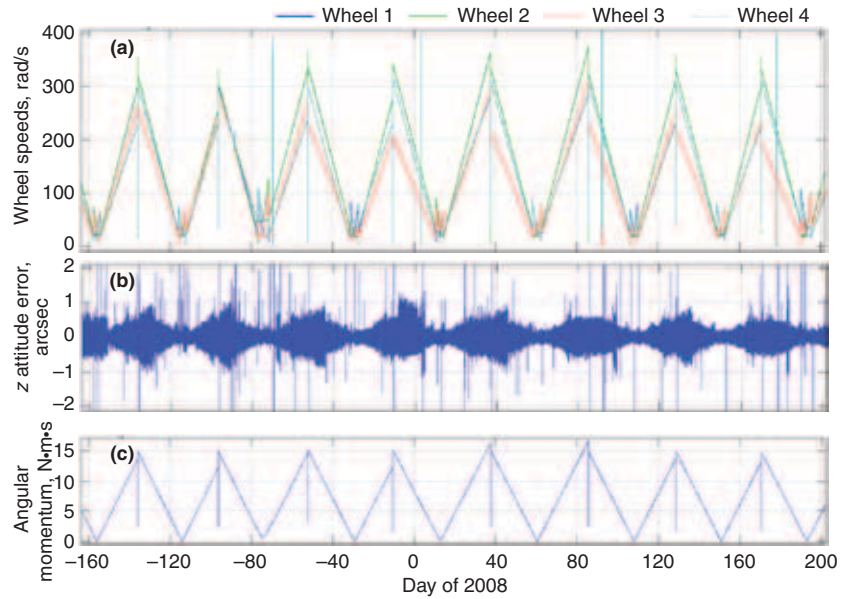 Wheel 1 Wheel 2 Wheel 3 Wheel 4
(a)
Wheel speeds, rad/s
400
300
200
100
0
(b)
z attitude error,
arcsec
2
1
0
–1
–2
(c)
Angular
momentum, N•m•s
15
10
5
0
–160 –120 –80 –40 0 40 80 120 160 200
Day of 2008